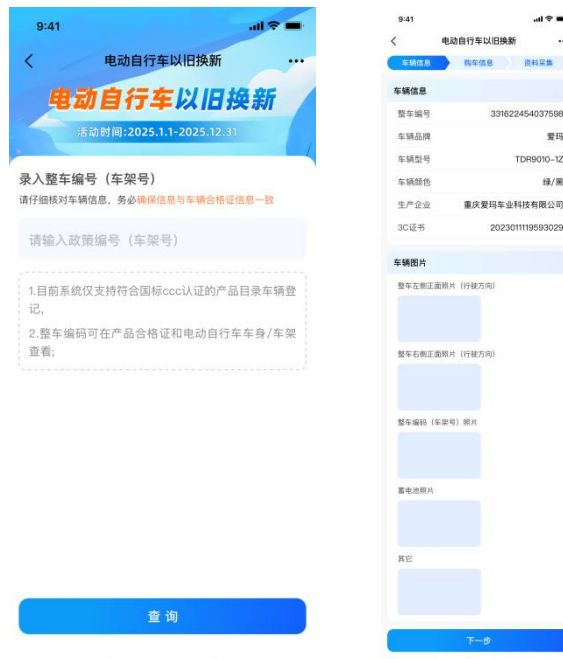 9:41
电动自行车以旧换新
电动自行车以旧换新
活动时间:2025.1.1-2025.12.31
录入整车编号（车架号）
请仔细核对车辆信息，务必确保信息与车辆合格证信息一致
请输入政策编号（车架号）
1.目前系统仅支持符合国标ccc认证的产品目录车辆登
记,
2.整车编码可在产品合格证和电动自行车车身/车架
查看;
查 询
9:41
电动自行车以旧换新
车辆信息
购车信息
资料采集
车辆信息
整车编号 331622454037598
车辆品牌 爱玛
车辆型号 TDR9010-1Z
车辆颜色 绿/黑
生产企业 重庆爱玛车业科技有限公司
3C证书 2023011119593029
车辆图片
整车左侧正面照片（行驶方向）
整车右侧正面照片（行驶方向）
整车编码（车架号）照片
蓄电池照片
其它
下一步